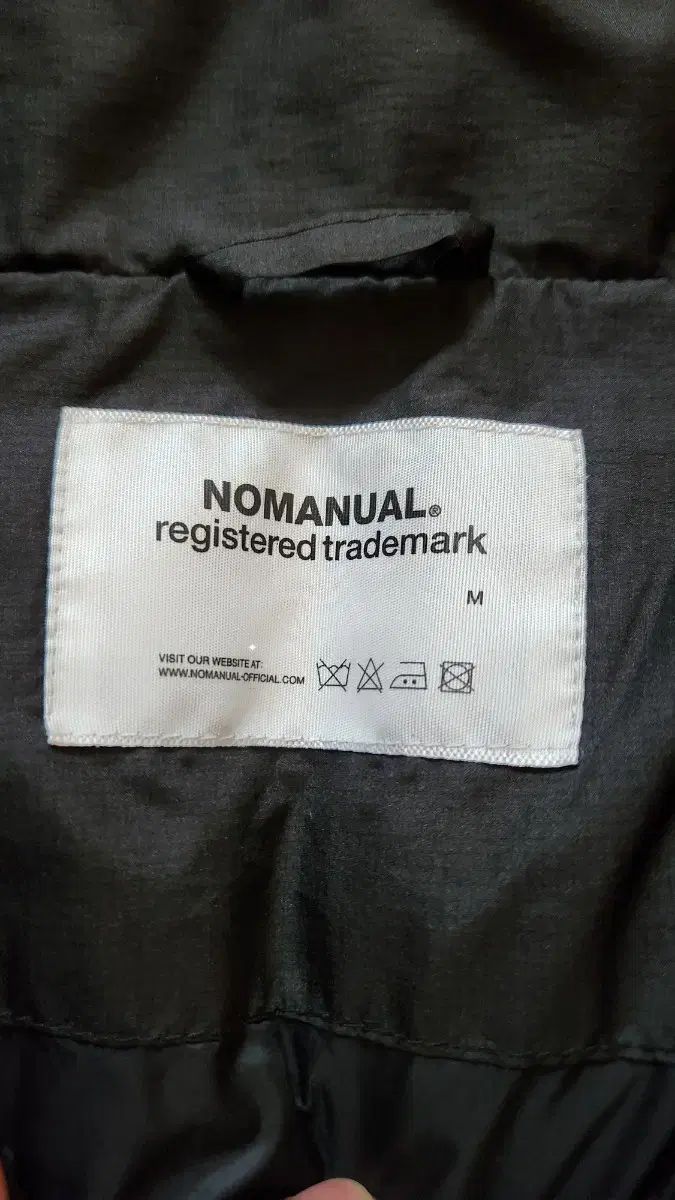 NOMANUAL®
registered trademark
M
VISIT OUR WEBSITE AT:
WWW.NOMANUAL-OFFICIAL.COM